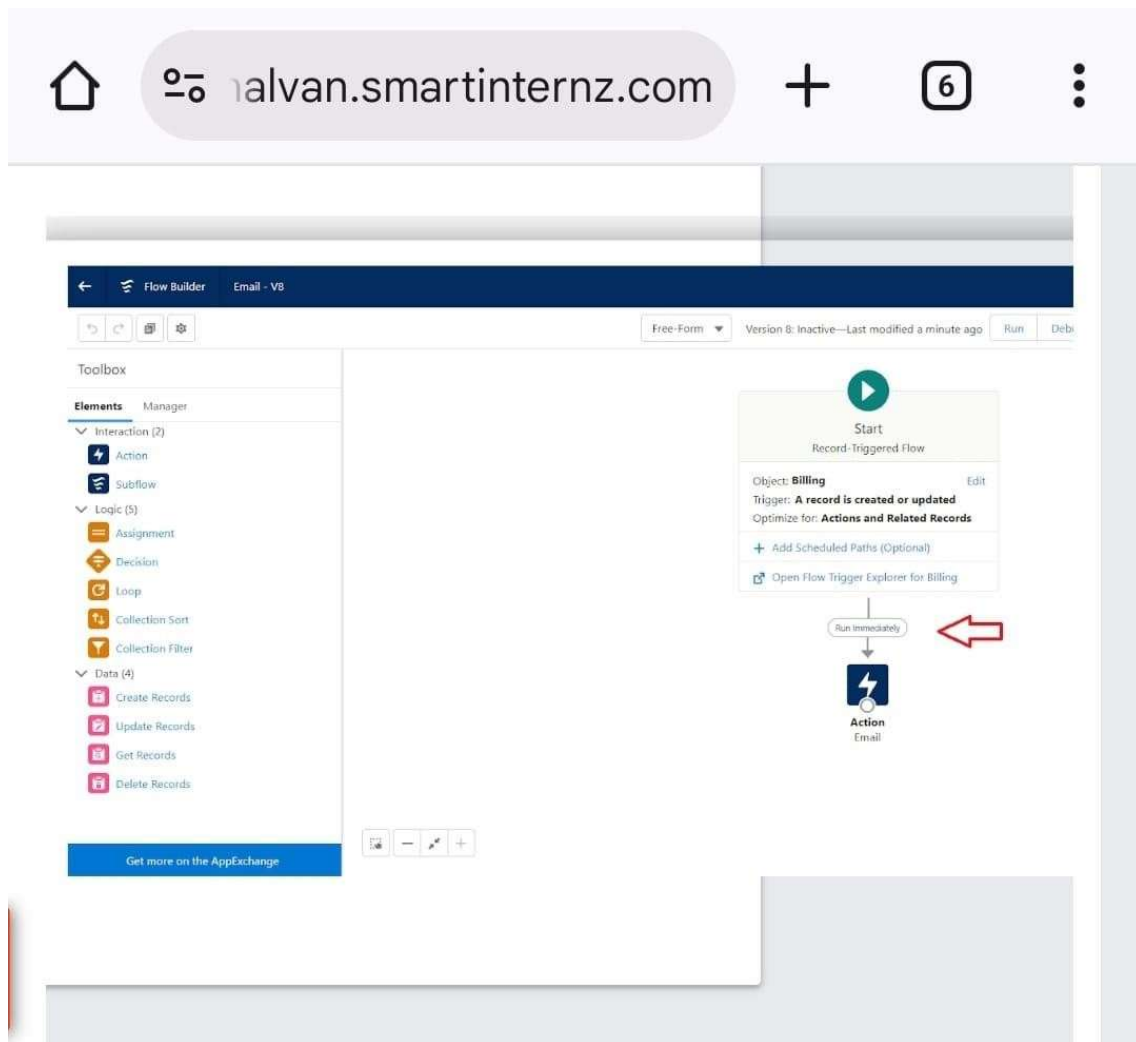 alvan.smartinternz.com
6
Flow Builder Email - V8
Free-Form Version 8: Inactive—Last modified a minute ago Run
Toolbox
Elements Manager
Interaction (2)
Action
Subflow
Logic (5)
Assignment
Decision
Loop
Collection Sort
Collection Filter
Data (4)
Create Records
Update Records
Get Records
Delete Records
Get more on the AppExchange
Start
Record-Triggered Flow
Object: Billing Edit
Trigger: A record is created or updated
Optimize for: Actions and Related Records
+ Add Scheduled Paths (Optional)
Open Flow Trigger Explorer for Billing
Run Immediately
Action
Email